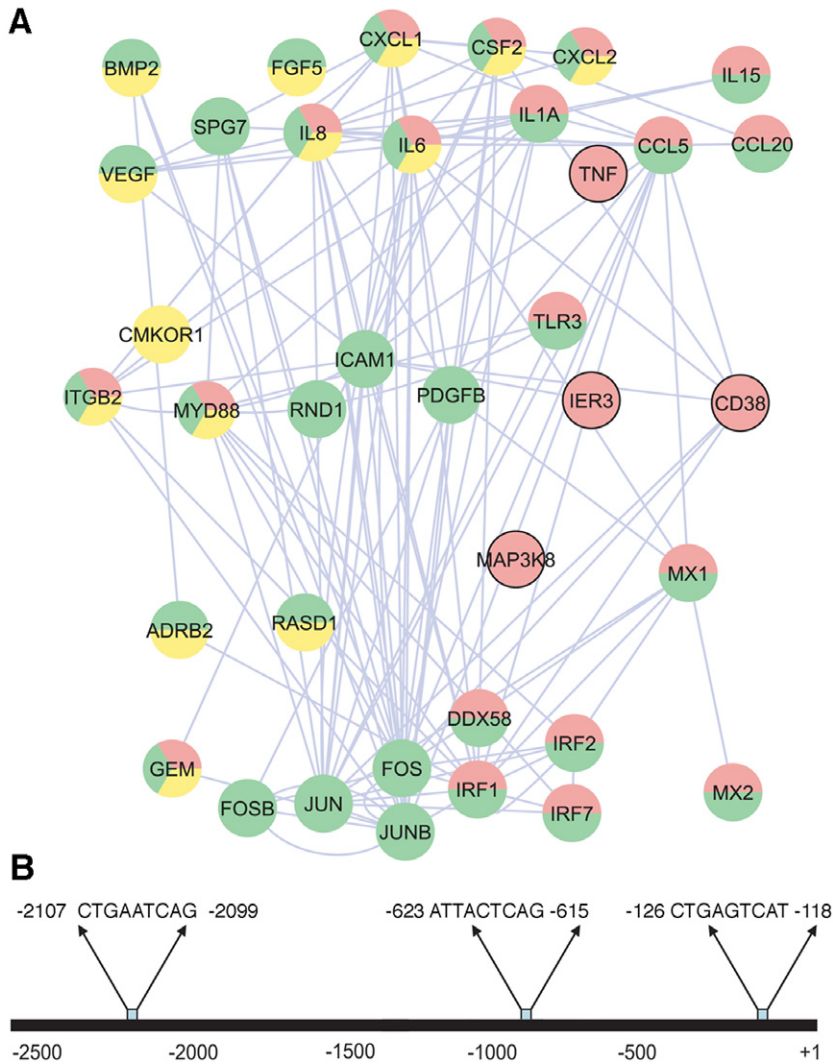 A
CXCL1
CSF2
CXCL2
BMP2
FGF5
IL15
SPG7
IL8
IL6
IL1A
CCL5
CCL20
VEGF
TNF
CMKOR1
TLR3
ICAM1
ITGB2
MYD88
RND1
PDGFB
IER3
CD38
MAP3K8
MX1
ADRB2
RASD1
DDX58
IRF2
GEM
FOS
IRF1
MX2
FOSB
JUN
IRF7
JUNB
B
-2107 CTGAATCAG -2099
-623 ATTACTCAG -615
-126 CTGAGTCAT -118
-2500 -2000 -1500 -1000 -500 +1